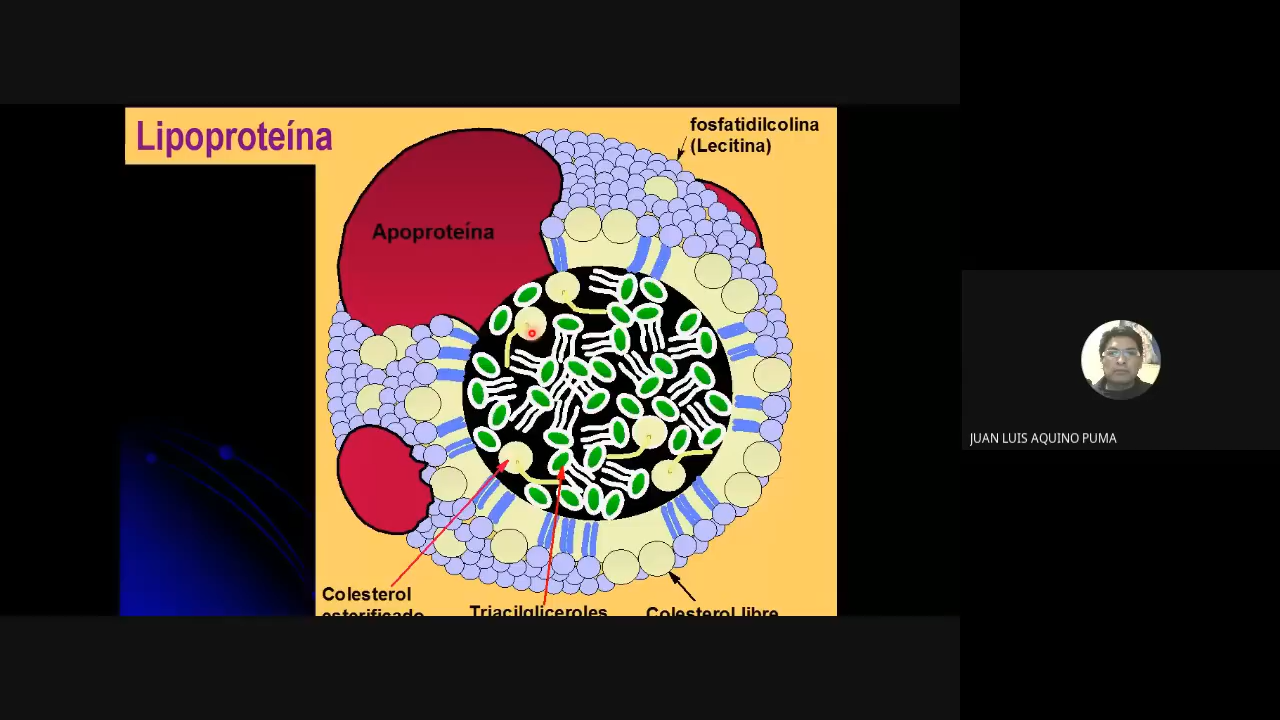 Lipoproteína
fosfatidilcolina
(Lecitina)
Apoproteína
Colesterol
esterificado
Triacilgliceroles
Colesterol libre
JUAN LUIS AQUINO PUMA